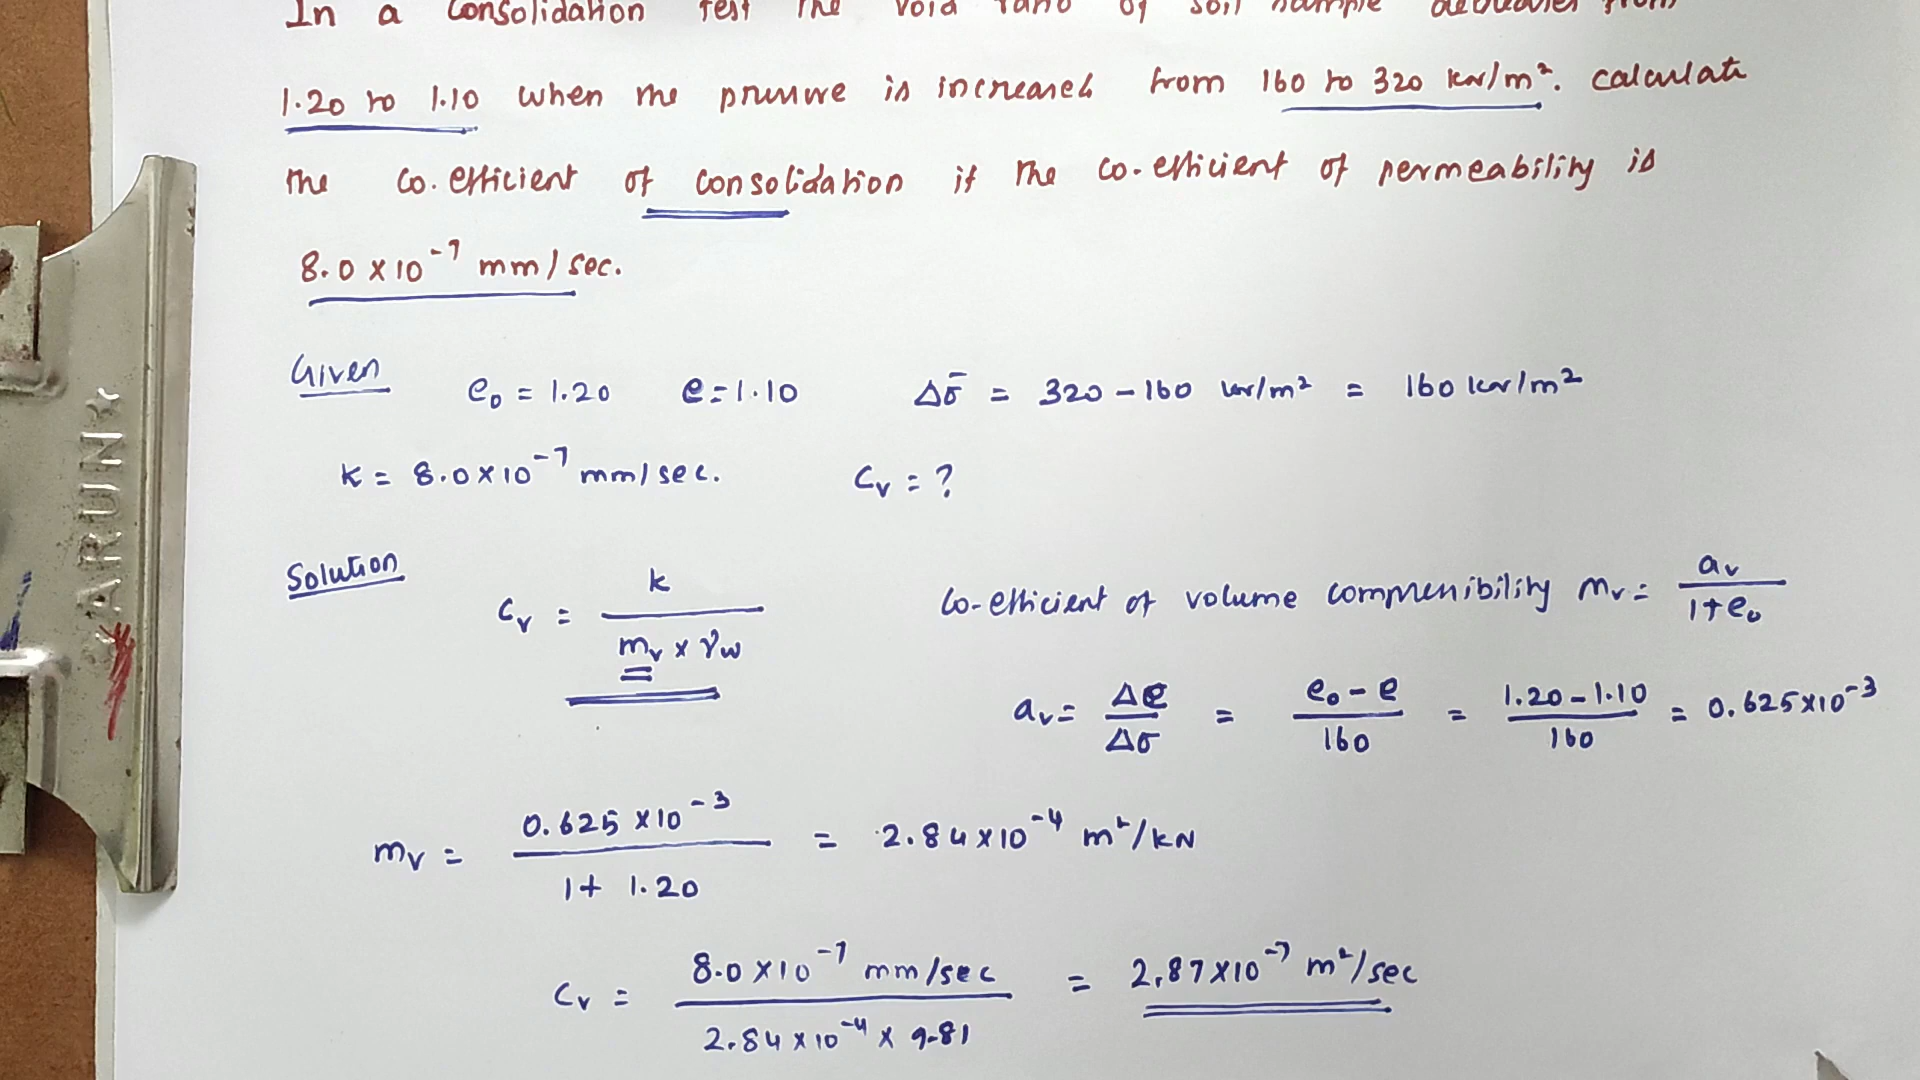 In a consolidation test the void ratio of soil sample decreases from
1.20 to 1.10 when the pressure is increased from 160 to 320 kN/m². calculate
the co-efficient of consolidation if the co-efficient of permeability is
8.0 x 10⁻⁷ mm/sec.
Given e₀ = 1.20 e = 1.10 Δσ̄ = 320 - 160 kN/m² = 160 kN/m²
k = 8.0 x 10⁻⁷ mm/sec. Cᵥ = ?
Solution Cᵥ = k / (mᵥ x γw) Co-efficient of volume compressibility mᵥ = aᵥ / (1+e₀)
aᵥ = Δe / Δσ = (e₀ - e) / 160 = (1.20 - 1.10) / 160 = 0.625 x 10⁻³
mᵥ = (0.625 x 10⁻³) / (1 + 1.20) = 2.84 x 10⁻⁴ m²/kN
Cᵥ = (8.0 x 10⁻⁷ mm/sec) / (2.84 x 10⁻⁴ x 9.81) = 2.87 x 10⁻⁷ m²/sec
ARUN